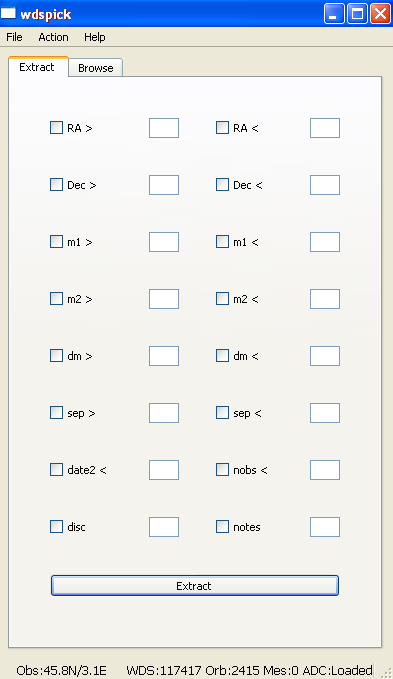 wdspick
File Action Help
Extract Browse
RA > RA <
Dec > Dec <
m1 > m1 <
m2 > m2 <
dm > dm <
sep > sep <
date2 < nobs <
disc notes
Extract
Obs:45.8N/3.1E WDS:117417 Orb:2415 Mes:0 ADC:Loaded